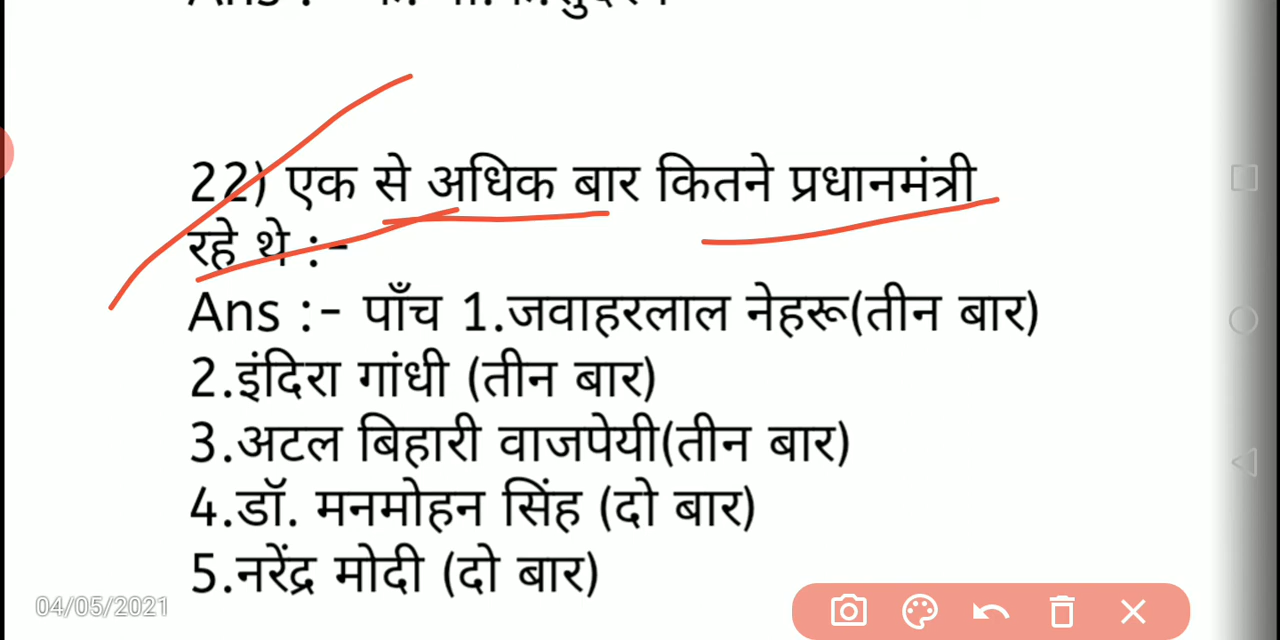 22) एक से अधिक बार कितने प्रधानमंत्री
रहे थे :-
Ans :- पाँच 1.जवाहरलाल नेहरू(तीन बार)
2.इंदिरा गांधी (तीन बार)
3.अटल बिहारी वाजपेयी(तीन बार)
4.डॉ. मनमोहन सिंह (दो बार)
5.नरेंद्र मोदी (दो बार)
04/05/2021